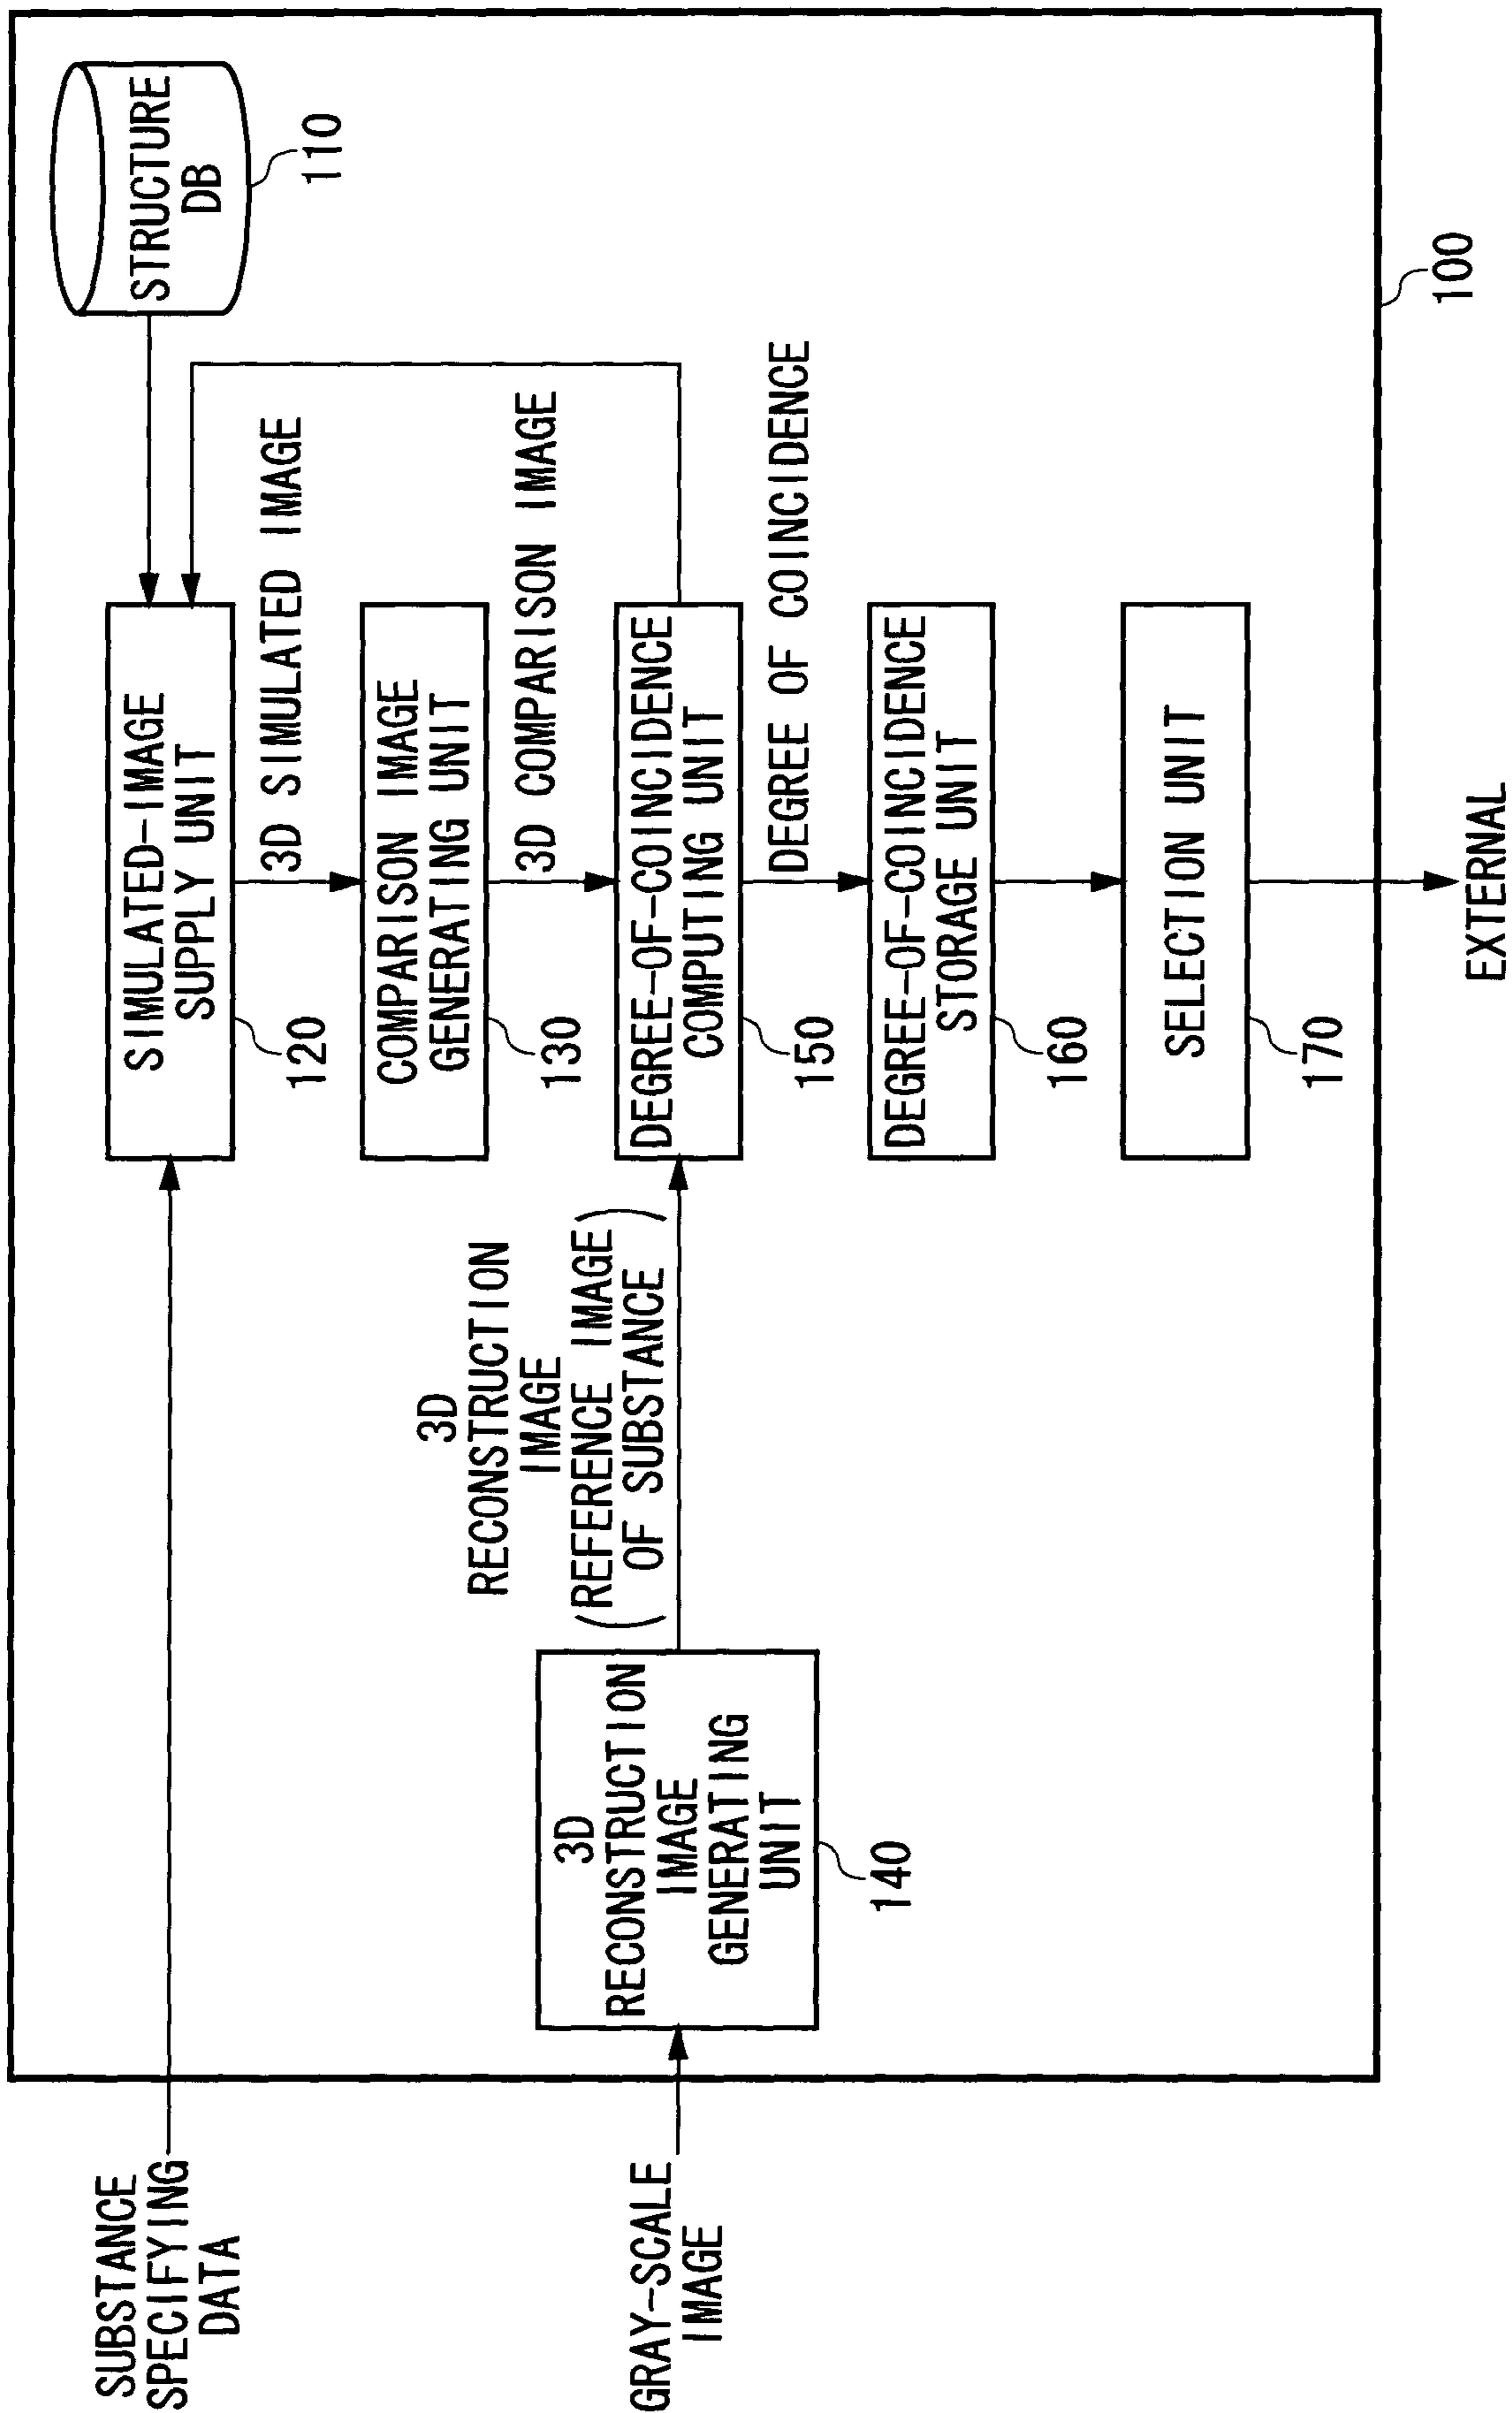 SUBSTANCE
SPECIFYING
DATA
SIMULATED-IMAGE
SUPPLY UNIT
120
STRUCTURE
DB
110
3D SIMULATED IMAGE
COMPARISON IMAGE
GENERATING UNIT
130
3D COMPARISON IMAGE
GRAY-SCALE
IMAGE
3D
RECONSTRUCTION
IMAGE
GENERATING
UNIT
140
3D
RECONSTRUCTION
IMAGE
(REFERENCE IMAGE
OF SUBSTANCE)
DEGREE-OF-COINCIDENCE
COMPUTING UNIT
150
DEGREE OF COINCIDENCE
DEGREE-OF-COINCIDENCE
STORAGE UNIT
160
SELECTION UNIT
170
100
EXTERNAL